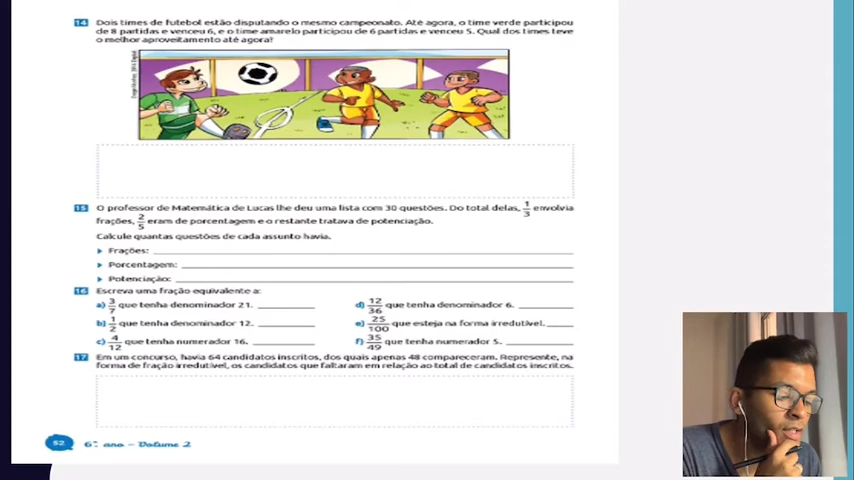 14 Dois times de futebol estão disputando o mesmo campeonato. Até agora, o time verde participou
de 8 partidas e venceu 6, e o time amarelo participou de 6 partidas e venceu 5. Qual dos times teve
o melhor aproveitamento até agora?
15 O professor de Matemática de Lucas lhe deu uma lista com 30 questões. Do total delas, 1/3 envolvia
frações, 2/5 eram de porcentagem e o restante tratava de potenciação.
Calcule quantas questões de cada assunto havia.
Frações:
Porcentagem:
Potenciação:
16 Escreva uma fração equivalente a:
a) 3/7 que tenha denominador 21.
b) 1/2 que tenha denominador 12.
c) 4/12 que tenha numerador 16.
d) 12/36 que tenha denominador 6.
e) 25/100 que esteja na forma irredutível.
f) 35/49 que tenha numerador 5.
17 Em um concurso, havia 64 candidatos inscritos, dos quais apenas 48 compareceram. Represente, na
forma de fração irredutível, os candidatos que faltaram em relação ao total de candidatos inscritos.
52 6º. ano – Volume 2